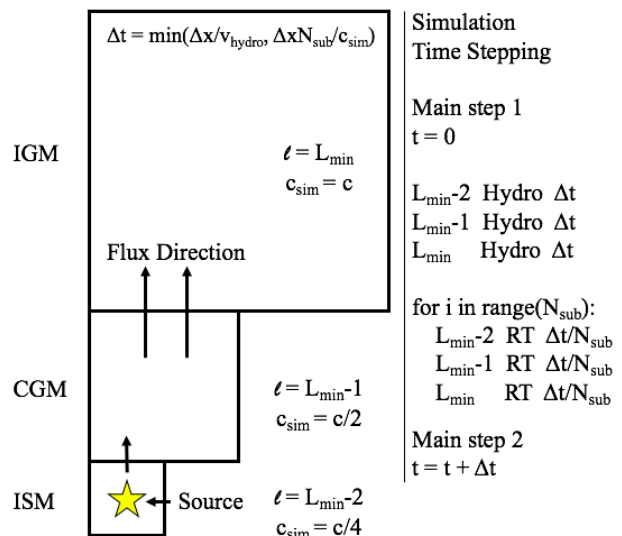 Δt = min(Δx/v_hydro, ΔxN_sub/c_sim)
IGM
ℓ = L_min
c_sim = c
Flux Direction
CGM
ℓ = L_min-1
c_sim = c/2
ISM
Source
ℓ = L_min-2
c_sim = c/4
Simulation
Time Stepping
Main step 1
t = 0
L_min-2 Hydro Δt
L_min-1 Hydro Δt
L_min Hydro Δt
for i in range(N_sub):
L_min-2 RT Δt/N_sub
L_min-1 RT Δt/N_sub
L_min RT Δt/N_sub
Main step 2
t = t + Δt